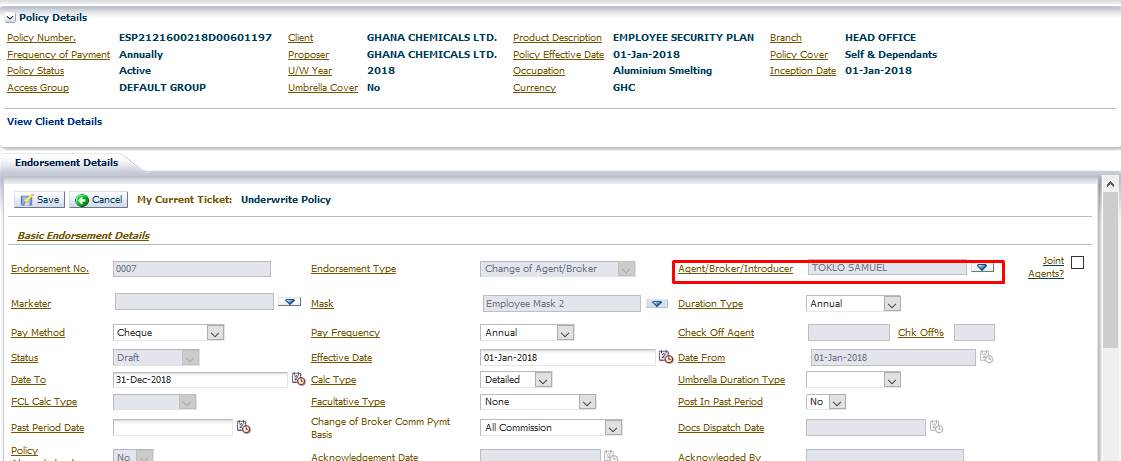 Policy Details
Policy Number. ESP2121600218D00601197 Client GHANA CHEMICALS LTD. Product Description EMPLOYEE SECURITY PLAN Branch HEAD OFFICE
Frequency of Payment Annually Proposer GHANA CHEMICALS LTD. Policy Effective Date 01-Jan-2018 Policy Cover Self & Dependants
Policy Status Active U/W Year 2018 Occupation Aluminium Smelting Inception Date 01-Jan-2018
Access Group DEFAULT GROUP Umbrella Cover No Currency GHC
View Client Details
Endorsement Details
Save Cancel My Current Ticket: Underwrite Policy
Basic Endorsement Details
Endorsement No. 0007 Endorsement Type Change of Agent/Broker Agent/Broker/Introducer TOKLO SAMUEL Joint
Agents?
Marketer Mask Employee Mask 2 Duration Type Annual
Pay Method Cheque Pay Frequency Annual Check Off Agent Chk Off%
Status Draft Effective Date 01-Jan-2018 Date From 01-Jan-2018
Date To 31-Dec-2018 Calc Type Detailed Umbrella Duration Type
FCL Calc Type Facultative Type None Post In Past Period No
Past Period Date Change of Broker Comm Pymt All Commission Docs Dispatch Date
Basis
Policy
No Acknowledgement Date Acknowlegded By